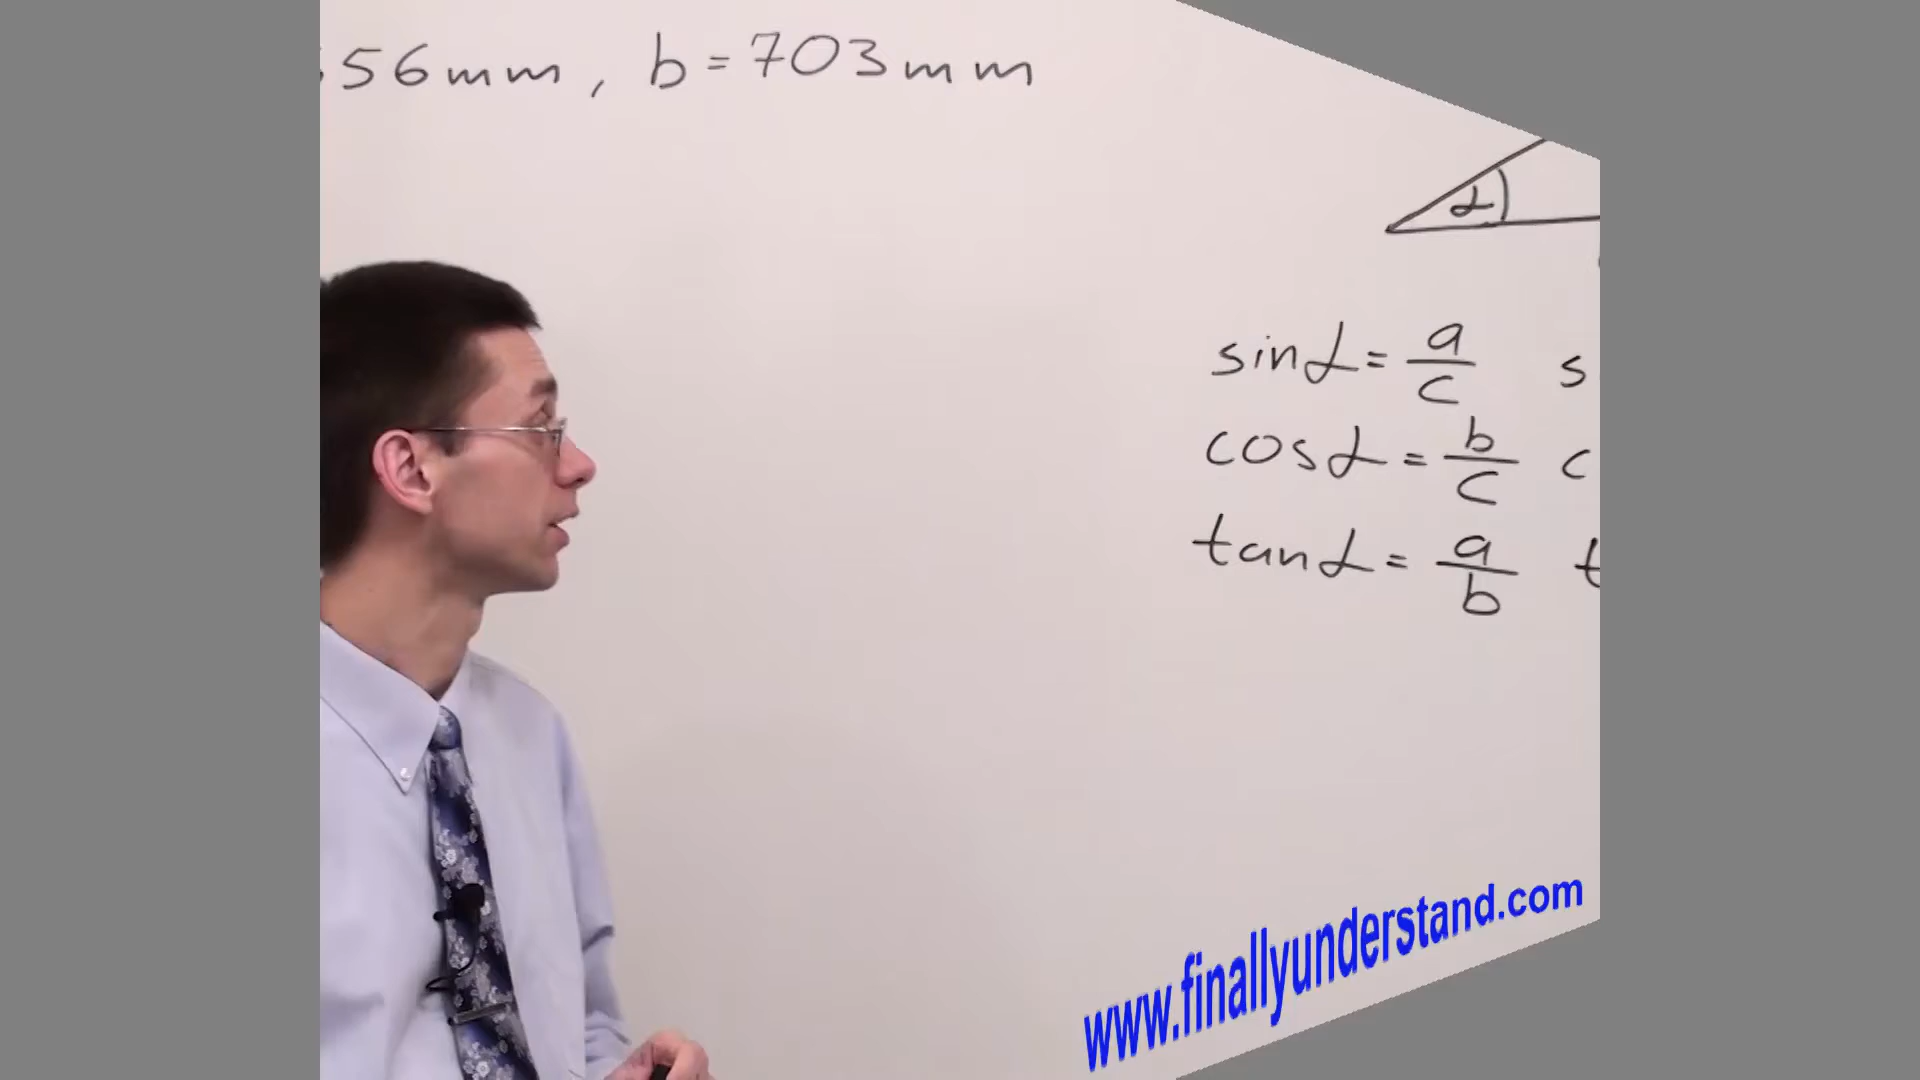 56mm, b=703mm
α
sinα = a/c s
cosα = b/c c
tanα = a/b t
www.finallyunderstand.com